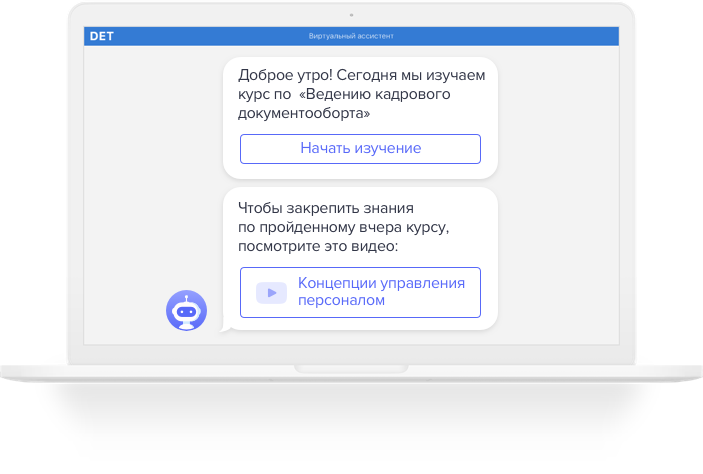 DET
Виртуальный ассистент
Доброе утро! Сегодня мы изучаем
курс по «Ведению кадрового
документооборта»
Начать изучение
Чтобы закрепить знания
по пройденному вчера курсу,
посмотрите это видео:
Концепции управления
персоналом